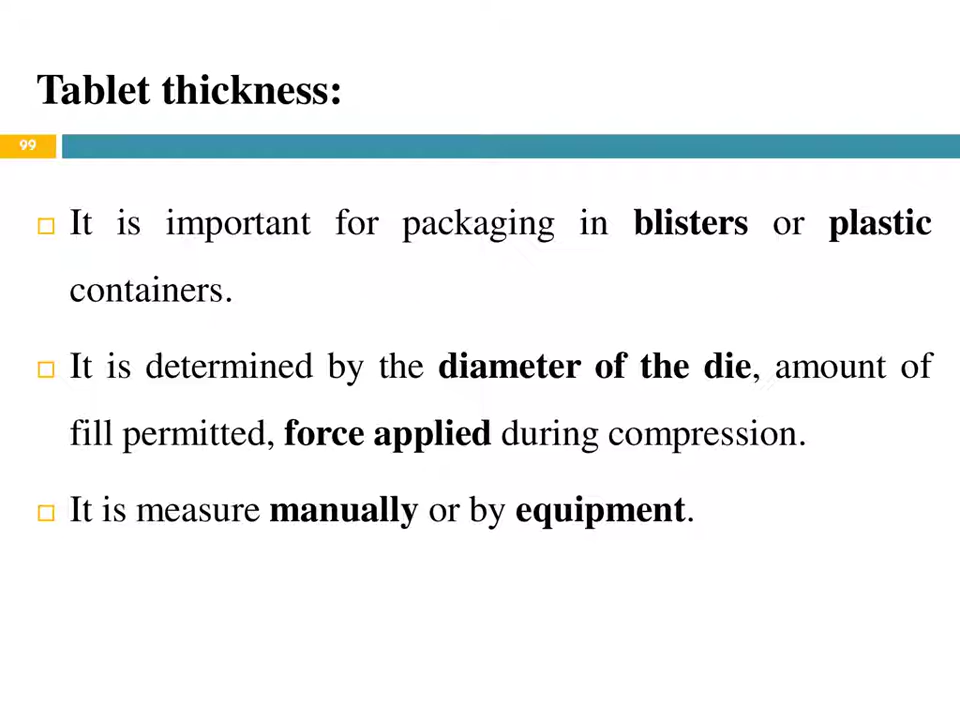 Tablet thickness:
99
It is important for packaging in blisters or plastic
containers.
It is determined by the diameter of the die, amount of
fill permitted, force applied during compression.
It is measure manually or by equipment.